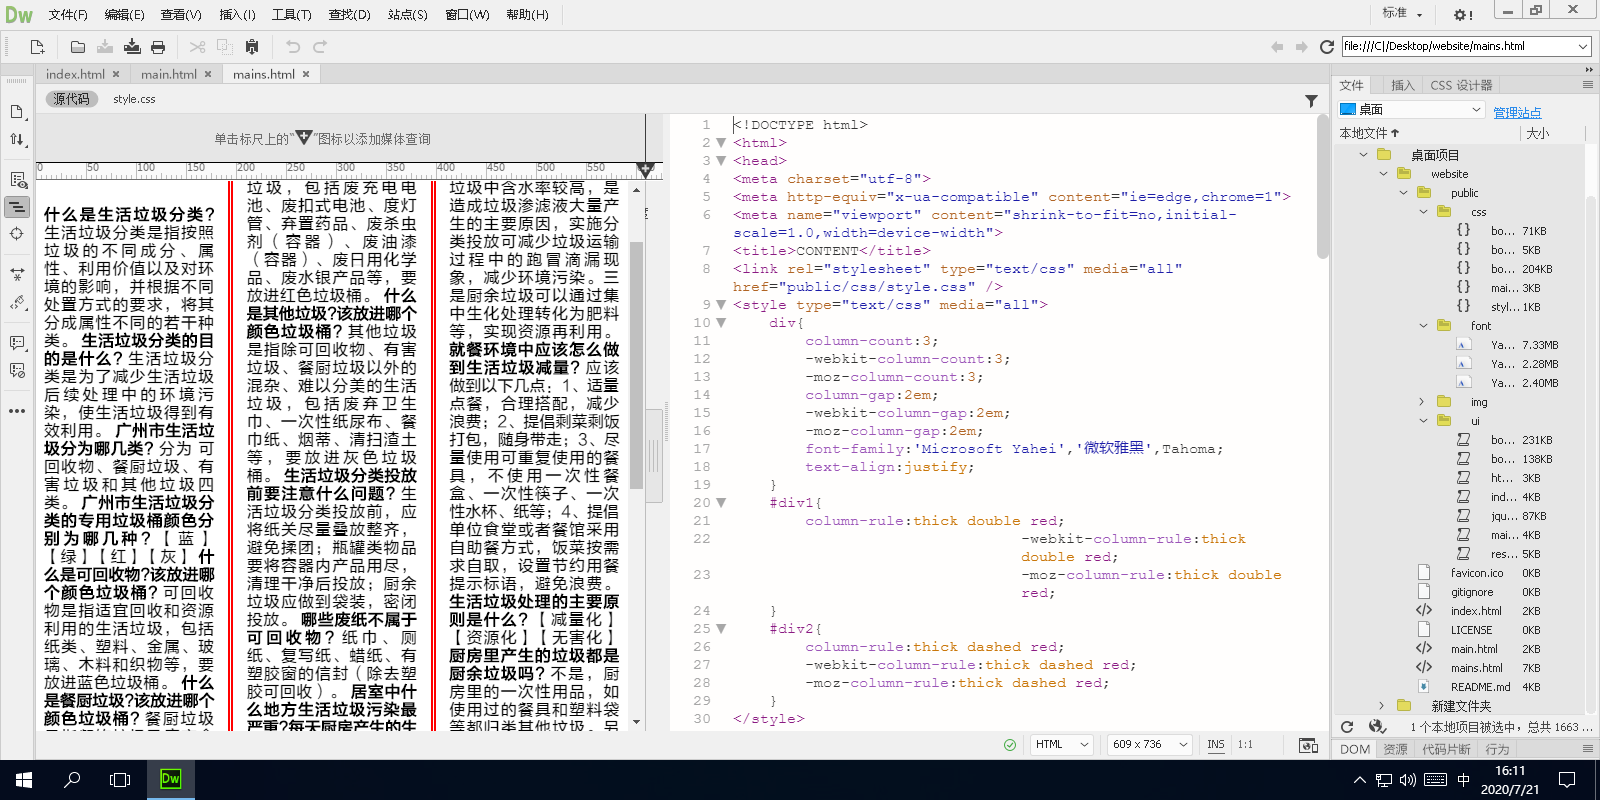 Dw 文件(F) 编辑(E) 查看(V) 插入(I) 工具(T) 查找(D) 站点(S) 窗口(W) 帮助(H) 标准
file:///C|/Desktop/website/mains.html
index.html main.html mains.html
源代码 style.css
单击标尺上的“ ”图标以添加媒体查询
0 50 100 150 200 250 300 350 400 450 500 550
什么是生活垃圾分类?
生活垃圾分类是指按照
垃圾的不同成分、属
性、利用价值以及对环
境的影响，并根据不同
处置方式的要求，将其
分成属性不同的若干种
类。 生活垃圾分类的目
的是什么? 生活垃圾分
类是为了减少生活垃圾
后续处理中的环境污
染，使生活垃圾得到有
效利用。 广州市生活垃
圾分为哪几类? 分为 可
回收物、餐厨垃圾、有
害垃圾和其他垃圾四
类。 广州市生活垃圾分
类的专用垃圾桶颜色分
别为哪几种? 【 蓝 】
【绿】【红】【灰】 什
么是可回收物?该放进哪
个颜色垃圾桶? 可回收
物是指适宜回收和资源
利用的生活垃圾，包括
纸类、塑料、金属、玻
璃、木料和织物等，要
放进蓝色垃圾桶。 什么
是餐厨垃圾?该放进哪个
颜色垃圾桶? 餐厨垃圾
垃圾，包括废充电电
池、废扣式电池、度灯
管、弃置药品、废杀虫
剂（容器）、废油漆
（容器）、废日用化学
品、废水银产品等，要
放进红色垃圾桶。 什么
是其他垃圾?该放进哪个
颜色垃圾桶? 其他垃圾
是指除可回收物、有害
垃圾、餐厨垃圾以外的
混杂、难以分美的生活
垃圾，包括废弃卫生
巾、一次性纸尿布、餐
巾纸、烟蒂、清扫渣土
等，要放进灰色垃圾
桶。 生活垃圾分类投放
前要注意什么问题? 生
活垃圾分类投放前，应
将纸关尽量叠放整齐，
避免揉团；瓶罐类物品
要将容器内产品用尽，
清理干净后投放；厨余
垃圾应做到袋装，密闭
投放。 哪些废纸不属于
可回收物? 纸巾、厕
纸、复写纸、蜡纸、有
塑胶窗的信封（除去塑
胶可回收）。 居室中什
么地方生活垃圾污染最
严重?每天厨房产生的生
垃圾中含水率较高，是
造成垃圾渗滤液大量产
生的主要原因，实施分
类投放可减少垃圾运输
过程中的跑冒滴漏现
象，减少环境污染。三
是厨余垃圾可以通过集
中生化处理转化为肥料
等，实现资源再利用。
就餐环境中应该怎么做
到生活垃圾减量? 应该
做到以下几点；1、适量
点餐，合理搭配，减少
浪费；2、提倡剩菜剩饭
打包，随身带走；3、尽
量使用可重复使用的餐
具，不使用一次性餐
盒、一次性筷子、一次
性水杯、纸等；4、提倡
单位食堂或者餐馆采用
自助餐方式，饭菜按需
求自取，设置节约用餐
提示标语，避免浪费。
生活垃圾处理的主要原
则是什么? 【减量化】
【资源化】【无害化】
厨房里产生的垃圾都是
厨余垃圾吗? 不是，厨
房里的一次性用品，如
使用过的餐具和塑料袋
等都归类其他垃圾。另
1 <!DOCTYPE html>
2 <html>
3 <head>
4 <meta charset="utf-8">
5 <meta http-equiv="x-ua-compatible" content="ie=edge,chrome=1">
6 <meta name="viewport" content="shrink-to-fit=no,initial-
scale=1.0,width=device-width">
7 <title>CONTENT</title>
8 <link rel="stylesheet" type="text/css" media="all"
href="public/css/style.css" />
9 <style type="text/css" media="all">
10 div{
11 column-count:3;
12 -webkit-column-count:3;
13 -moz-column-count:3;
14 column-gap:2em;
15 -webkit-column-gap:2em;
16 -moz-column-gap:2em;
17 font-family:'Microsoft Yahei','微软雅黑',Tahoma;
18 text-align:justify;
19 }
20 #div1{
21 column-rule:thick double red;
22 -webkit-column-rule:thick
double red;
23 -moz-column-rule:thick double
red;
24 }
25 #div2{
26 column-rule:thick dashed red;
27 -webkit-column-rule:thick dashed red;
28 -moz-column-rule:thick dashed red;
29 }
30 </style>
HTML 609 x 736 INS 1:1
文件 插入 CSS 设计器
桌面 管理站点
本地文件 大小
桌面项目
website
public
css
bo... 71KB
bo... 5KB
bo... 204KB
mai... 3KB
styl... 1KB
font
Ya... 7.33MB
Ya... 2.28MB
Ya... 2.40MB
img
ui
bo... 231KB
bo... 138KB
ht... 3KB
ind... 4KB
jqu... 87KB
mai... 4KB
res... 5KB
favicon.ico 0KB
gitignore 0KB
index.html 2KB
LICENSE 0KB
main.html 2KB
mains.html 7KB
README.md 4KB
新建文件夹
1 个本地项目被选中，总共 1663 ...
DOM 资源 代码片断 行为
Dw 中 16:11
2020/7/21